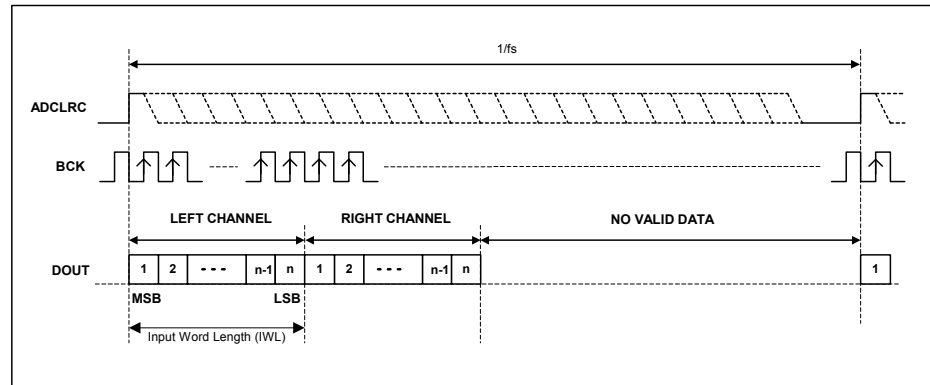 1/fs
ADCLRC
BCK
LEFT CHANNEL RIGHT CHANNEL NO VALID DATA
DOUT 1 2 - - - n-1 n 1 2 - - - n-1 n 1
MSB LSB
Input Word Length (IWL)